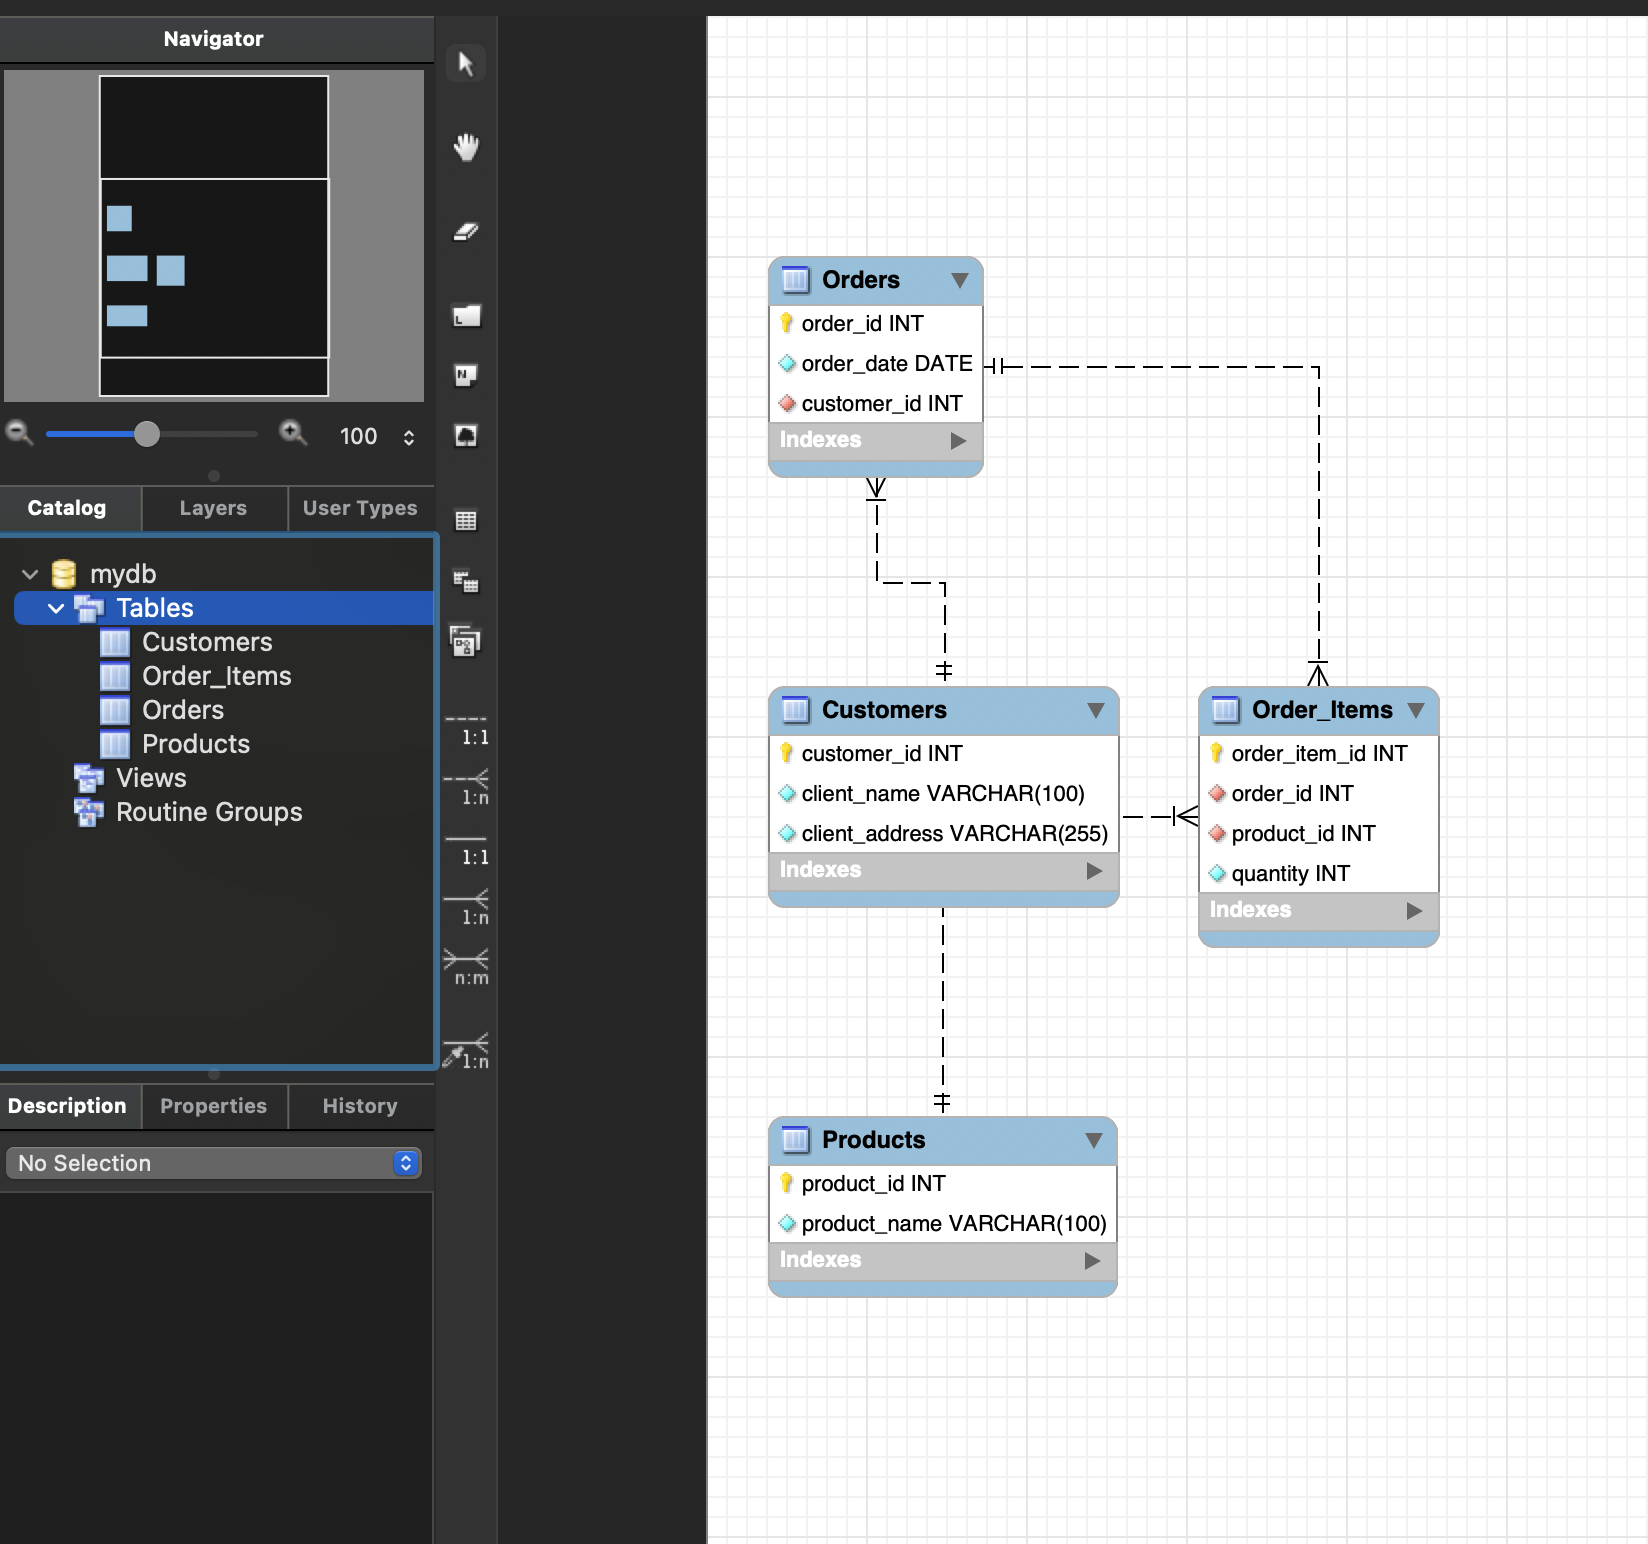 Navigator
100
Catalog
Layers
User Types
mydb
Tables
Customers
Order_Items
Orders
Products
Views
Routine Groups
Description
Properties
History
No Selection
L
N
1:1
1:n
1:1
1:n
n:m
1:n
Orders
order_id INT
order_date DATE
customer_id INT
Indexes
Customers
customer_id INT
client_name VARCHAR(100)
client_address VARCHAR(255)
Indexes
Order_Items
order_item_id INT
order_id INT
product_id INT
quantity INT
Indexes
Products
product_id INT
product_name VARCHAR(100)
Indexes